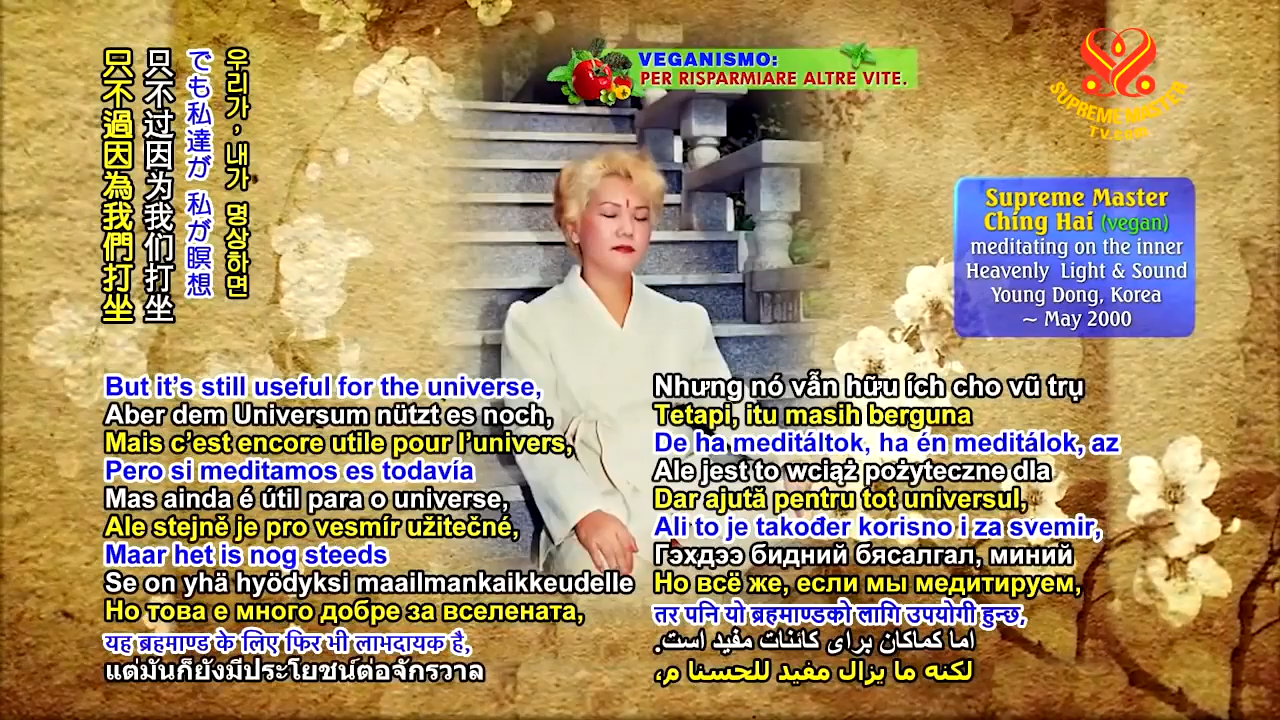 VEGANISMO:
PER RISPARMIARE ALTRE VITE.
SUPREME MASTER
TV.com
Supreme Master
Ching Hai (vegan)
meditating on the inner
Heavenly Light & Sound
Young Dong, Korea
~ May 2000
只不過因為我們打坐
只不过因为我们打坐
でも私達が 私が瞑想
우리가, 내가 명상하면
But it's still useful for the universe,
Aber dem Universum nützt es noch,
Mais c'est encore utile pour l'univers,
Pero si meditamos es todavía
Mas ainda é útil para o universe,
Ale stejně je pro vesmír užitečné,
Maar het is nog steeds
Se on yhä hyödyksi maailmankaikkeudelle
Но това е много добре за вселената,
यह ब्रहमाण्ड के लिए फिर भी लाभदायक है,
แต่มันก็ยังมีประโยชน์ต่อจักรวาล
Nhưng nó vẫn hữu ích cho vũ trụ
Tetapi, itu masih berguna
De ha meditáltok, ha én meditálok, az
Ale jest to wciąż pożyteczne dla
Dar ajută pentru tot universul,
Ali to je također korisno i za svemir,
Гэхдээ бидний бясалгал, миний
Но всё же, если мы медитируем,
तर पनि यो ब्रहमाण्डको लागि उपयोगी हुन्छ,
اما کماکان برای کائنات مفید است.
لكنه ما يزال مفيد للحسنا م،